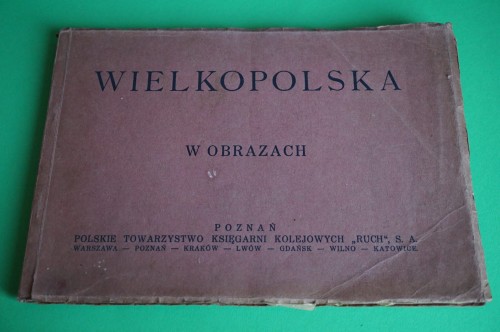 WIELKOPOLSKA
W OBRAZACH
POZNAŃ
POLSKIE TOWARZYSTWO KSIĘGARNI KOLEJOWYCH „RUCH“, S. A.
WARSZAWA — POZNAŃ — KRAKÓW — LWÓW — GDAŃSK — WILNO — KATOWICE.